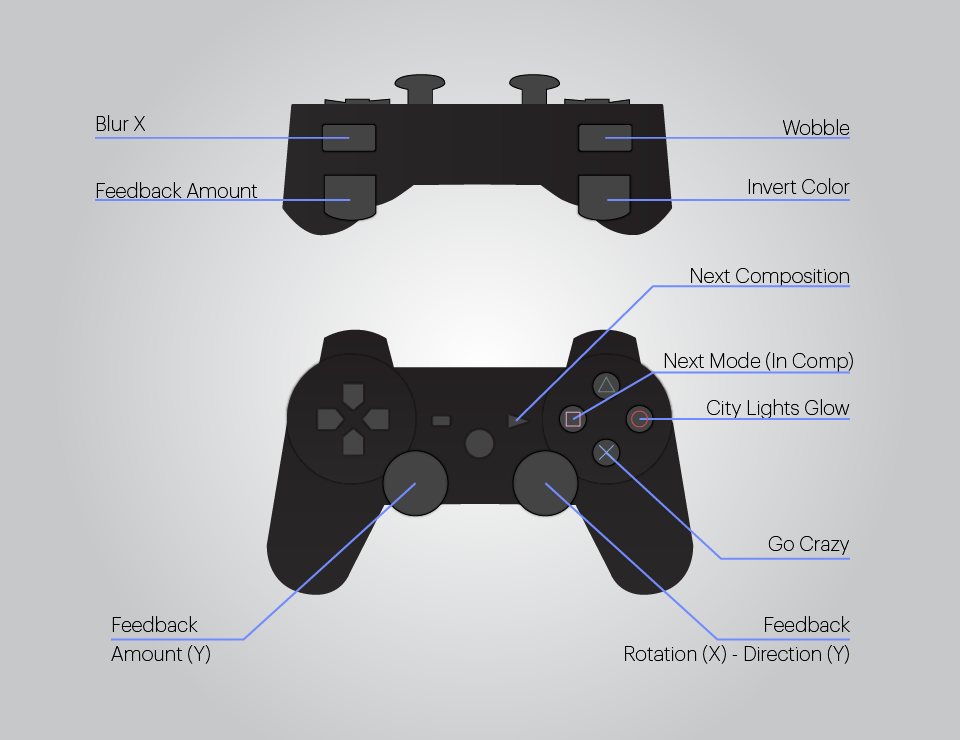 Blur X
Wobble
Feedback Amount
Invert Color
Next Composition
Next Mode (In Comp)
City Lights Glow
Go Crazy
Feedback
Amount (Y)
Feedback
Rotation (X) - Direction (Y)